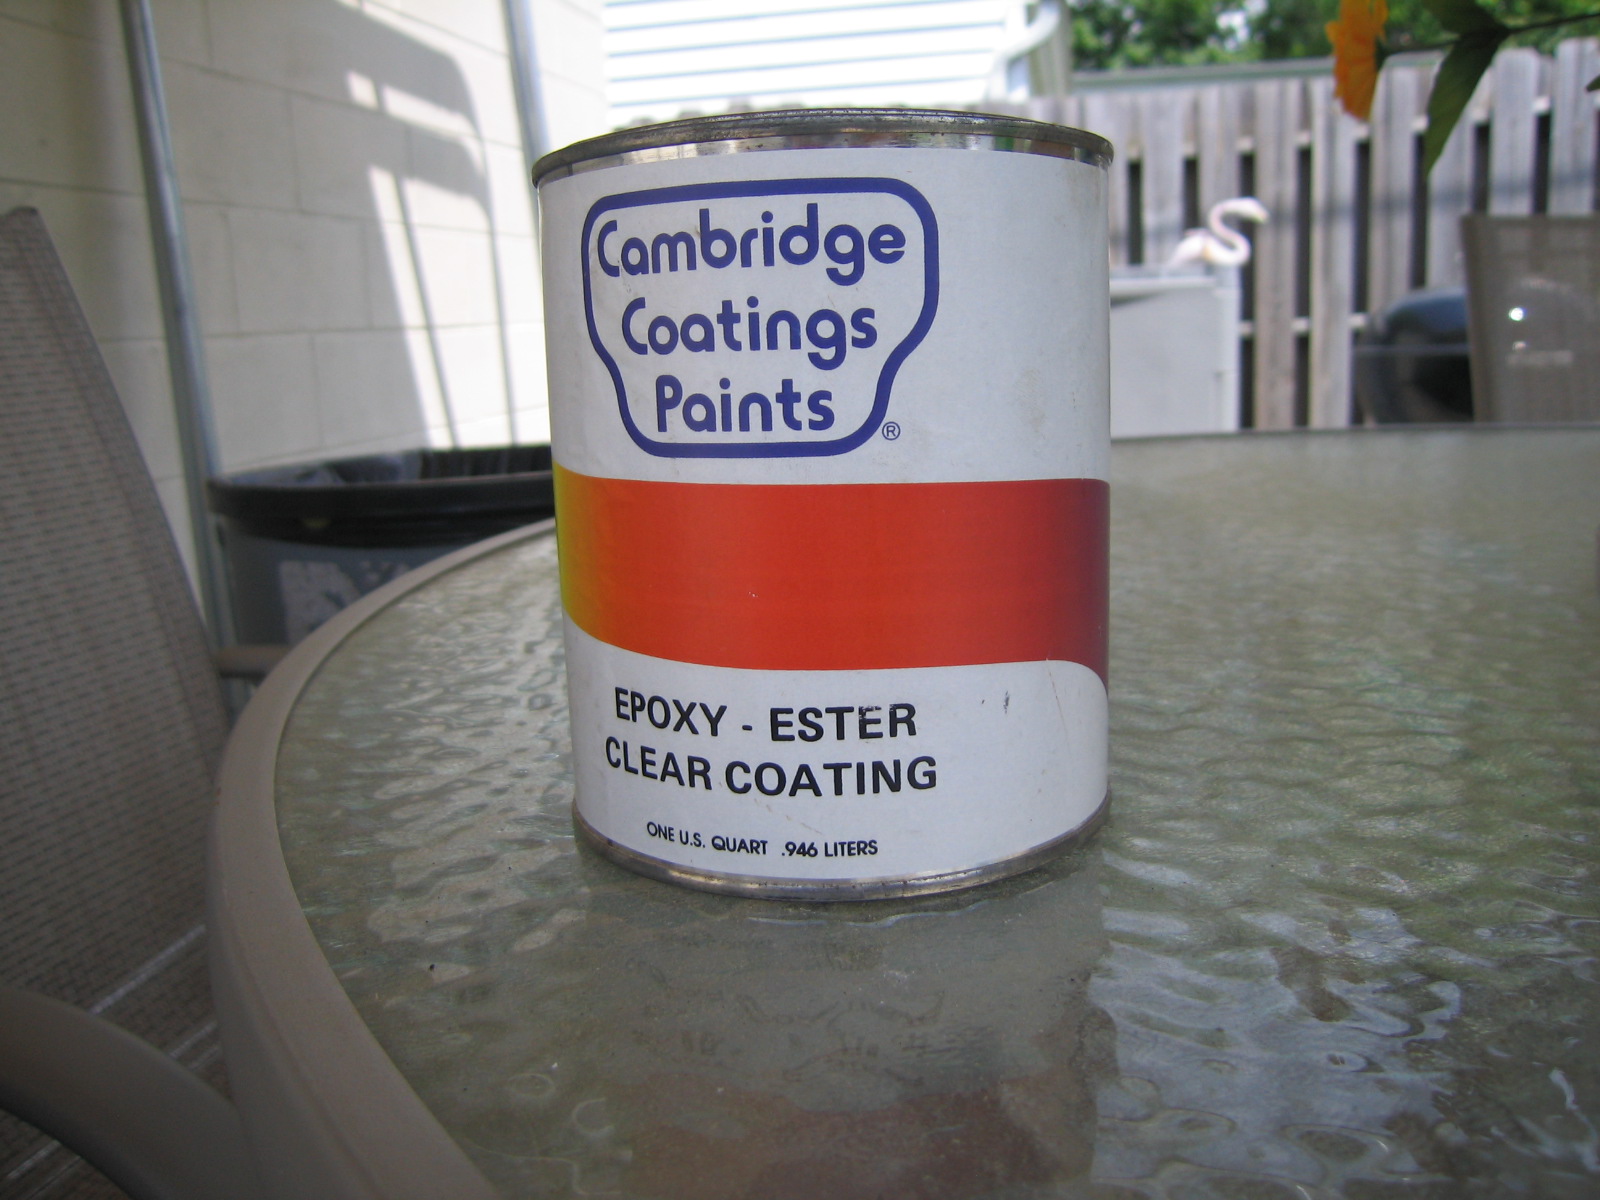 Cambridge
Coatings
Paints
®
EPOXY - ESTER
CLEAR COATING
ONE U.S. QUART .946 LITERS